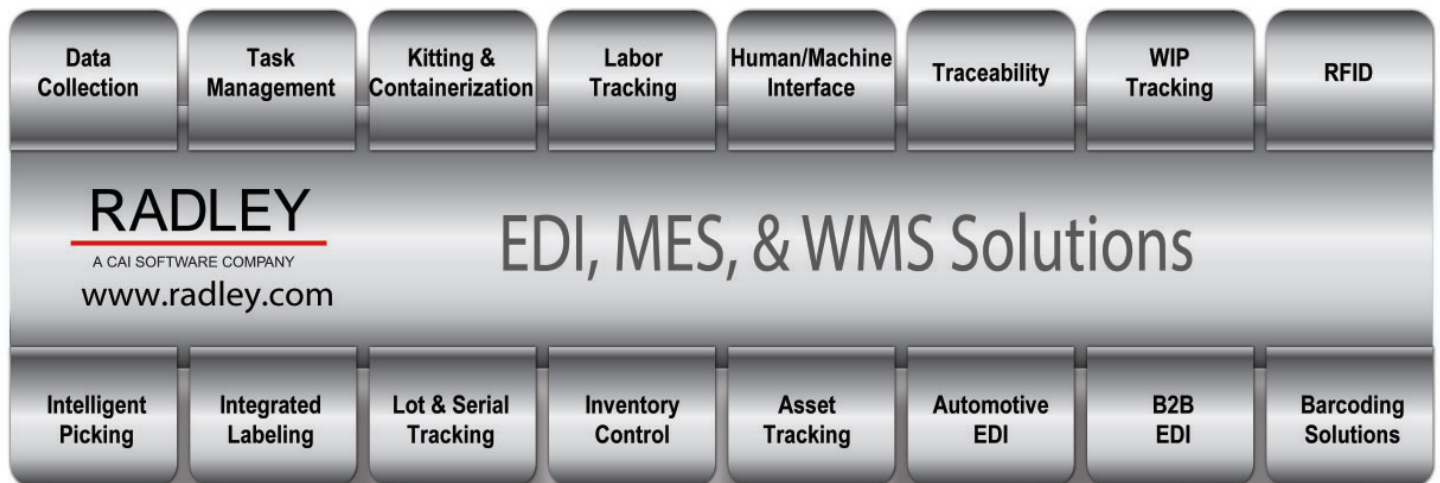 Data
Collection
Task
Management
Kitting &
Containerization
Labor
Tracking
Human/Machine
Interface
Traceability
WIP
Tracking
RFID
RADLEY
A CAI SOFTWARE COMPANY
www.radley.com
EDI, MES, & WMS Solutions
Intelligent
Picking
Integrated
Labeling
Lot & Serial
Tracking
Inventory
Control
Asset
Tracking
Automotive
EDI
B2B
EDI
Barcoding
Solutions